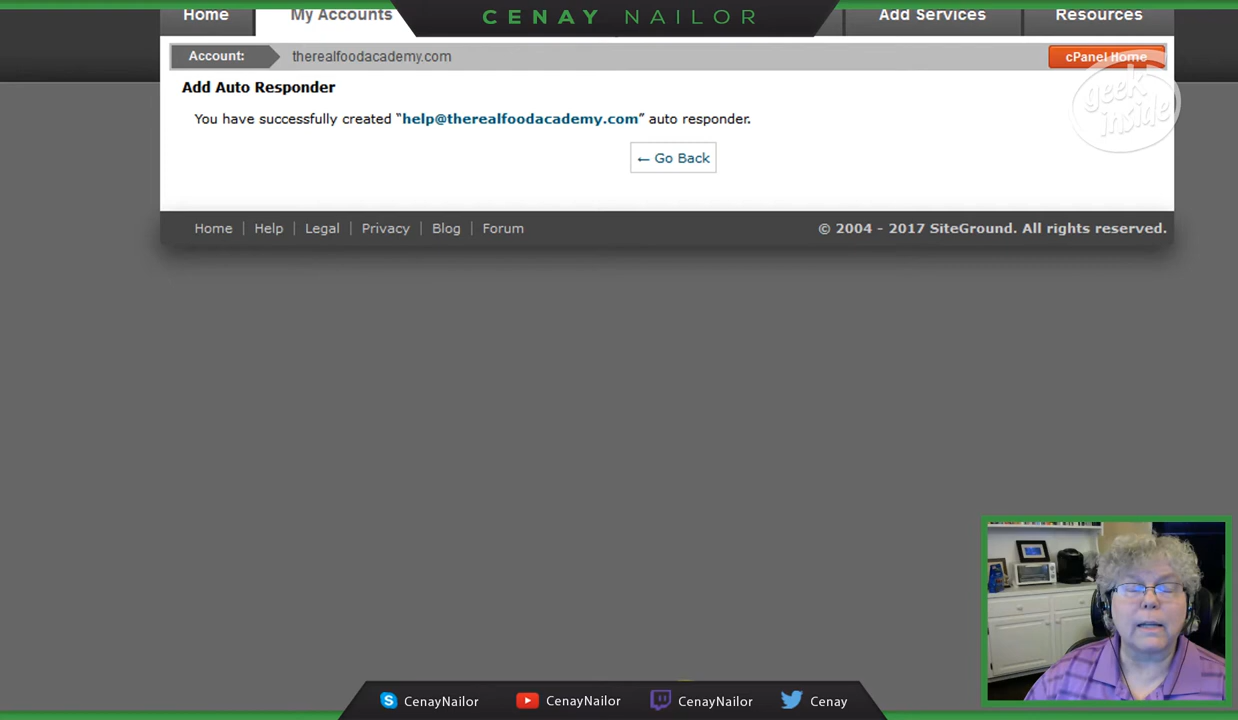 Home My Accounts CENAY NAILOR Add Services Resources
Account: therealfoodacademy.com cPanel Home
geek inside
Add Auto Responder
You have successfully created “help@therealfoodacademy.com” auto responder.
← Go Back
Home | Help | Legal | Privacy | Blog | Forum © 2004 - 2017 SiteGround. All rights reserved.
CenayNailor CenayNailor CenayNailor Cenay